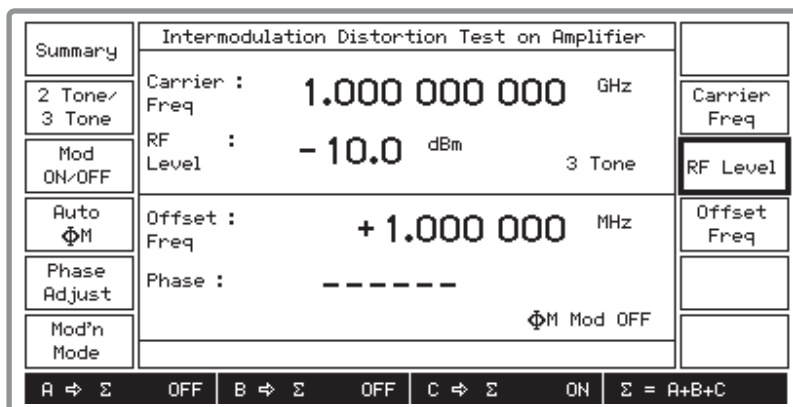 Summary
2 Tone/
3 Tone
Mod
ON/OFF
Auto
ΦM
Phase
Adjust
Mod'n
Mode
Intermodulation Distortion Test on Amplifier
Carrier : 1.000 000 000 GHz
Freq
RF : -10.0 dBm
Level 3 Tone
Offset : +1.000 000 MHz
Freq
Phase : ------
ΦM Mod OFF
Carrier
Freq
RF Level
Offset
Freq
A ⇨ Σ OFF B ⇨ Σ OFF C ⇨ Σ ON Σ = A+B+C